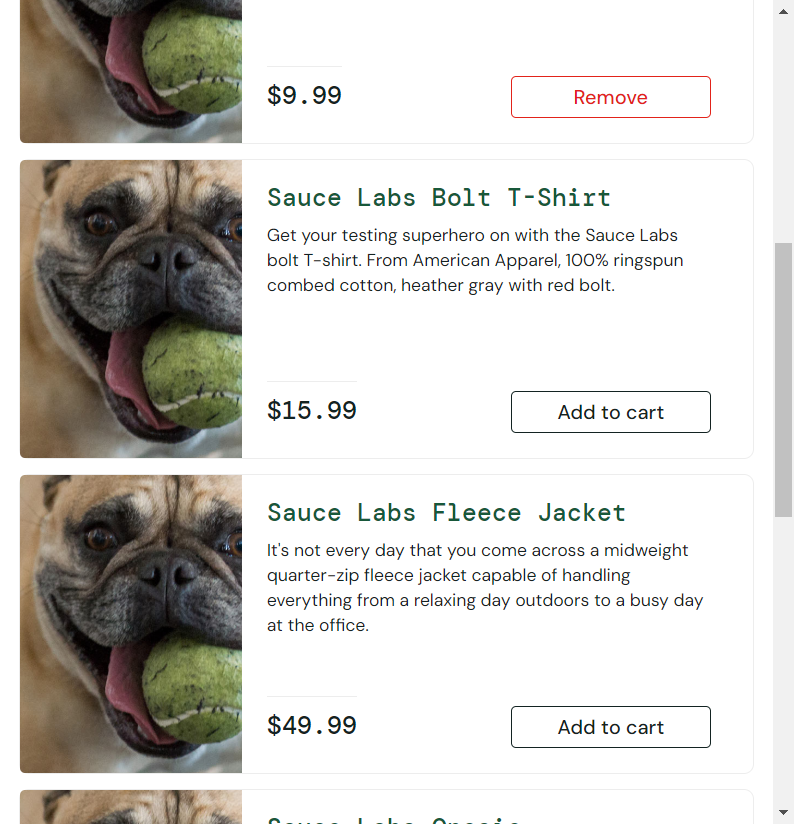 $9.99
Remove
Sauce Labs Bolt T-Shirt
Get your testing superhero on with the Sauce Labs
bolt T-shirt. From American Apparel, 100% ringspun
combed cotton, heather gray with red bolt.
$15.99
Add to cart
Sauce Labs Fleece Jacket
It's not every day that you come across a midweight
quarter-zip fleece jacket capable of handling
everything from a relaxing day outdoors to a busy day
at the office.
$49.99
Add to cart
Sauce Labs Onesie